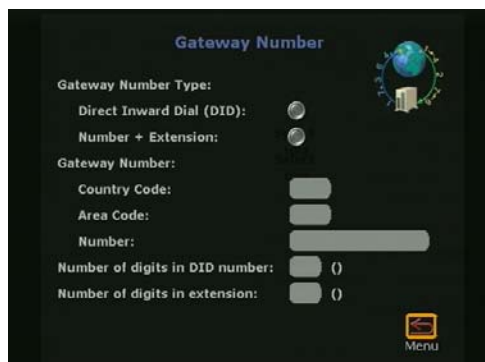 Gateway Number
Gateway Number Type:
Direct Inward Dial (DID):
Number + Extension:
Gateway Number:
Country Code:
Area Code:
Number:
Number of digits in DID number: ()
Number of digits in extension: ()
Menu